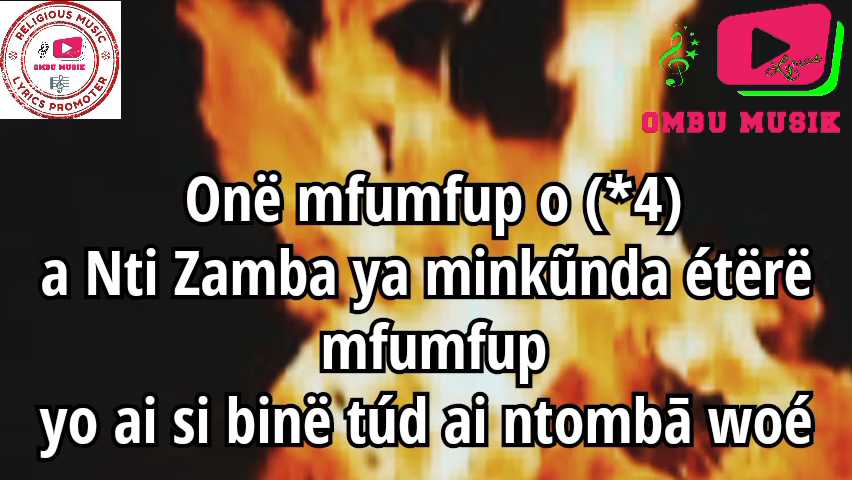 RELIGIOUS MUSIC
OMBU MUSIK
LYRICS PROMOTER
Lyrics
OMBU MUSIK
Onë mfumfup o (*4)
a Nti Zamba ya minkũnda étërë
mfumfup
yo ai si binë túd ai ntombā woé